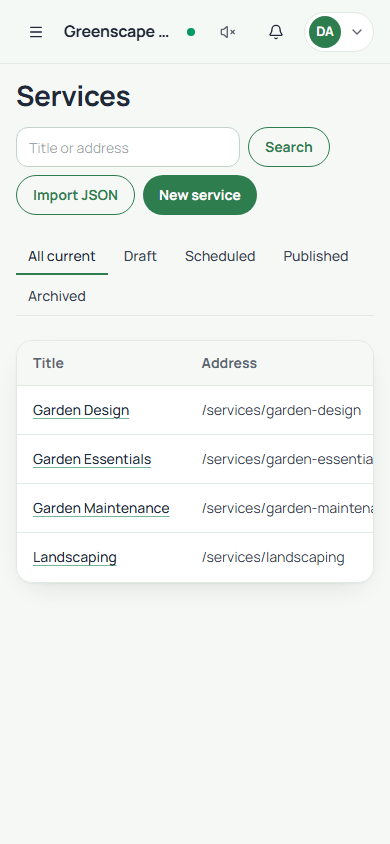 Greenscape ...
DA
Services
Title or address
Search
Import JSON
New service
All current Draft Scheduled Published
Archived
Title Address
Garden Design /services/garden-design
Garden Essentials /services/garden-essentia
Garden Maintenance /services/garden-maintena
Landscaping /services/landscaping